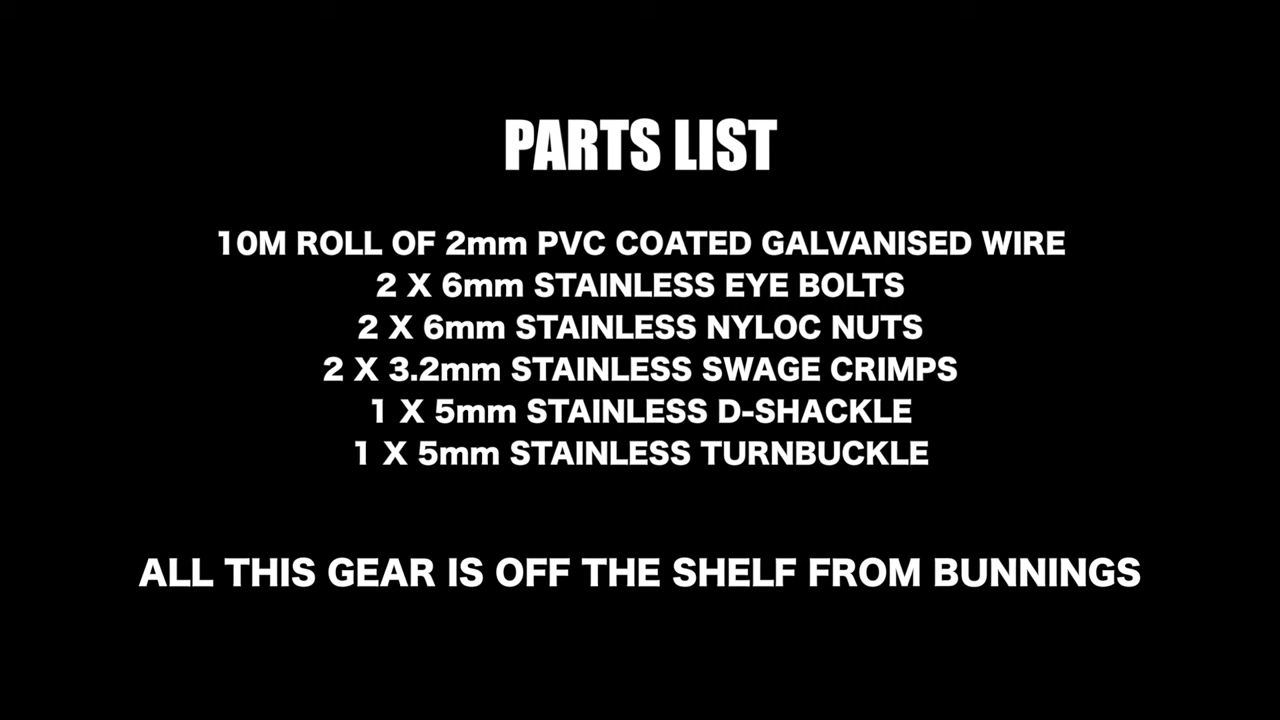 PARTS LIST
10M ROLL OF 2mm PVC COATED GALVANISED WIRE
2 X 6mm STAINLESS EYE BOLTS
2 X 6mm STAINLESS NYLOC NUTS
2 X 3.2mm STAINLESS SWAGE CRIMPS
1 X 5mm STAINLESS D-SHACKLE
1 X 5mm STAINLESS TURNBUCKLE
ALL THIS GEAR IS OFF THE SHELF FROM BUNNINGS